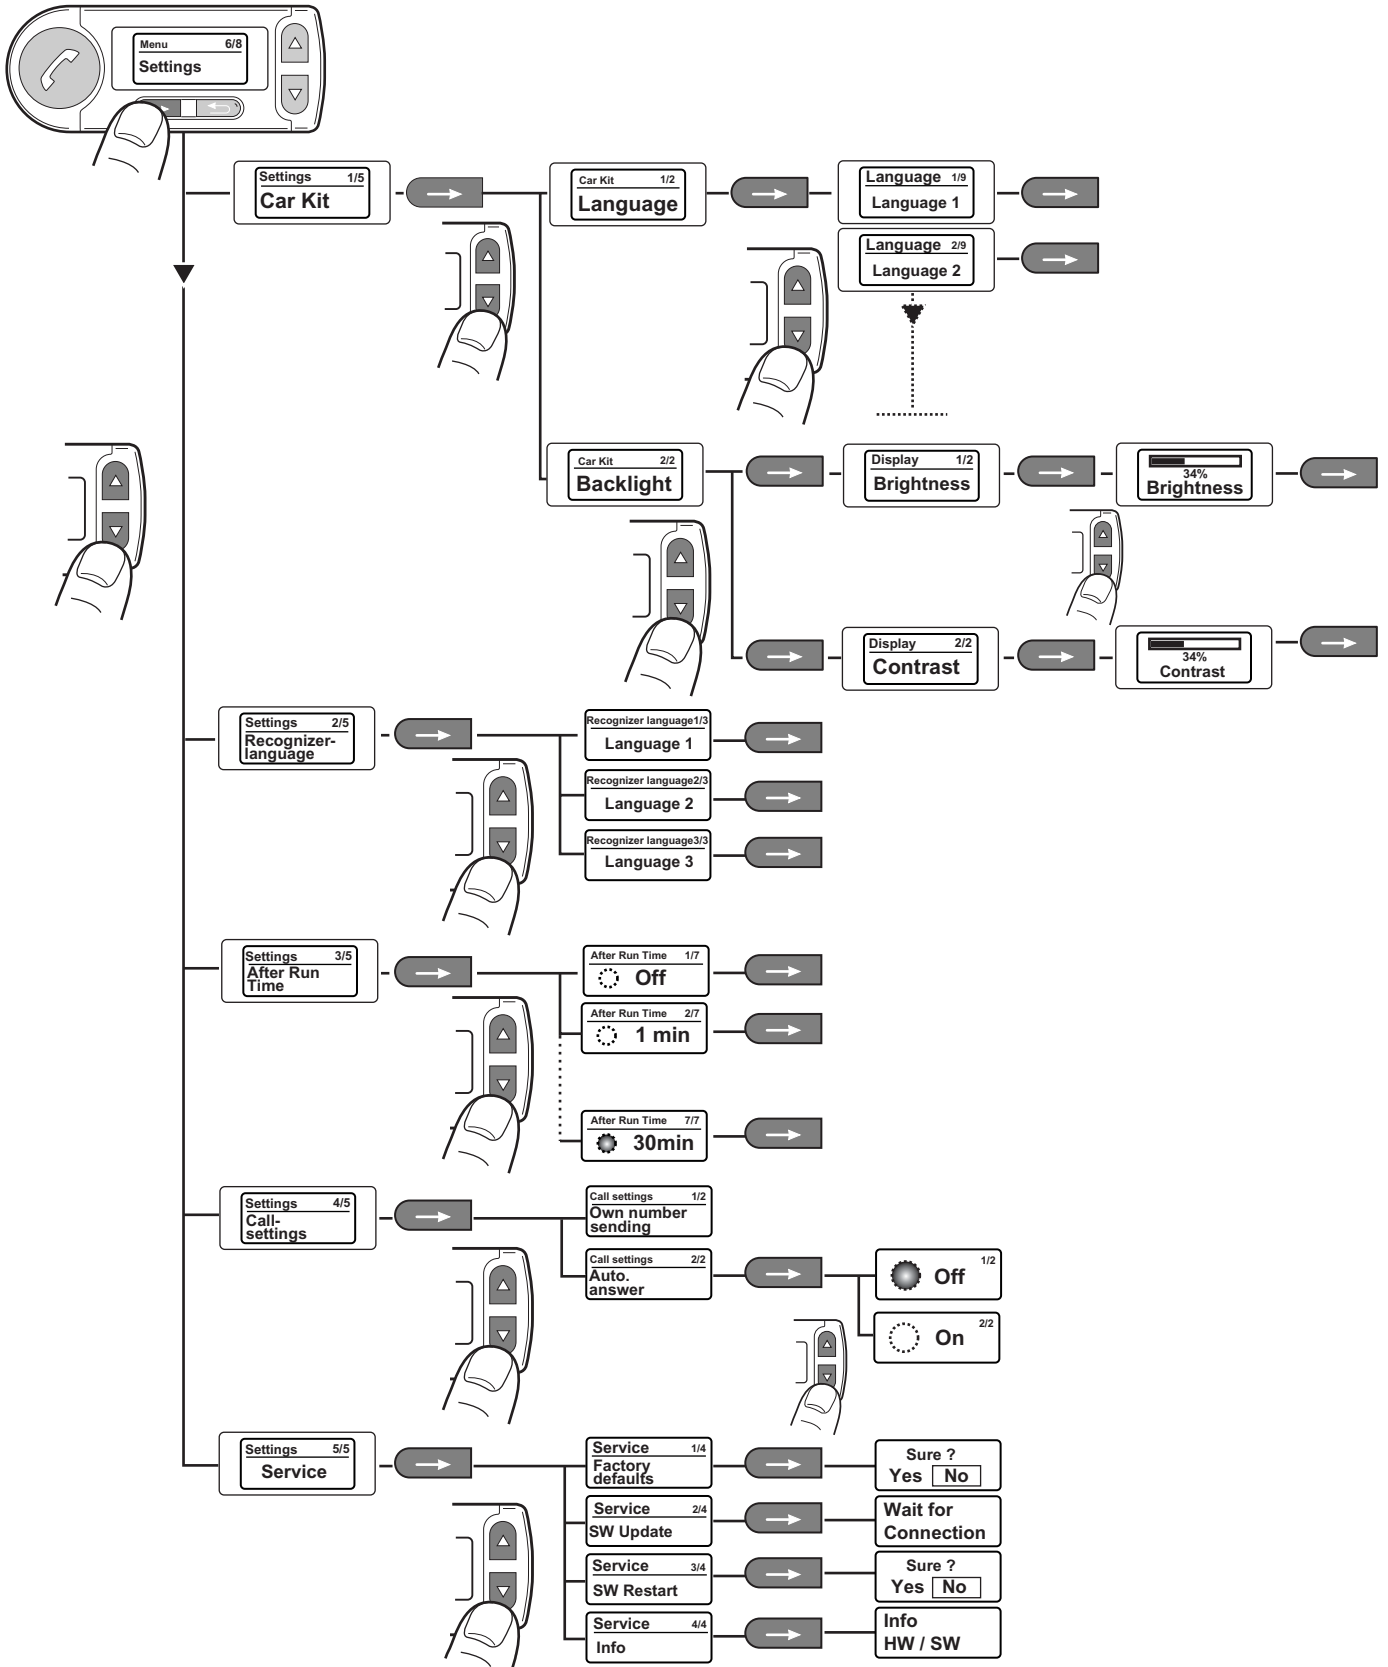 Menu 6/8
Settings
Settings 1/5
Car Kit
Car Kit 1/2
Language
Language 1/9
Language 1
Language 2/9
Language 2
Car Kit 2/2
Backlight
Display 1/2
Brightness
34%
Brightness
Display 2/2
Contrast
34%
Contrast
Settings 2/5
Recognizer-
language
Recognizer language1/3
Language 1
Recognizer language2/3
Language 2
Recognizer language3/3
Language 3
Settings 3/5
After Run
Time
After Run Time 1/7
Off
After Run Time 2/7
1 min
After Run Time 7/7
30min
Settings 4/5
Call-
settings
Call settings 1/2
Own number
sending
Call settings 2/2
Auto.
answer
1/2
Off
2/2
On
Settings 5/5
Service
Service 1/4
Factory
defaults
Sure ?
Yes No
Service 2/4
SW Update
Wait for
Connection
Service 3/4
SW Restart
Sure ?
Yes No
Service 4/4
Info
Info
HW / SW